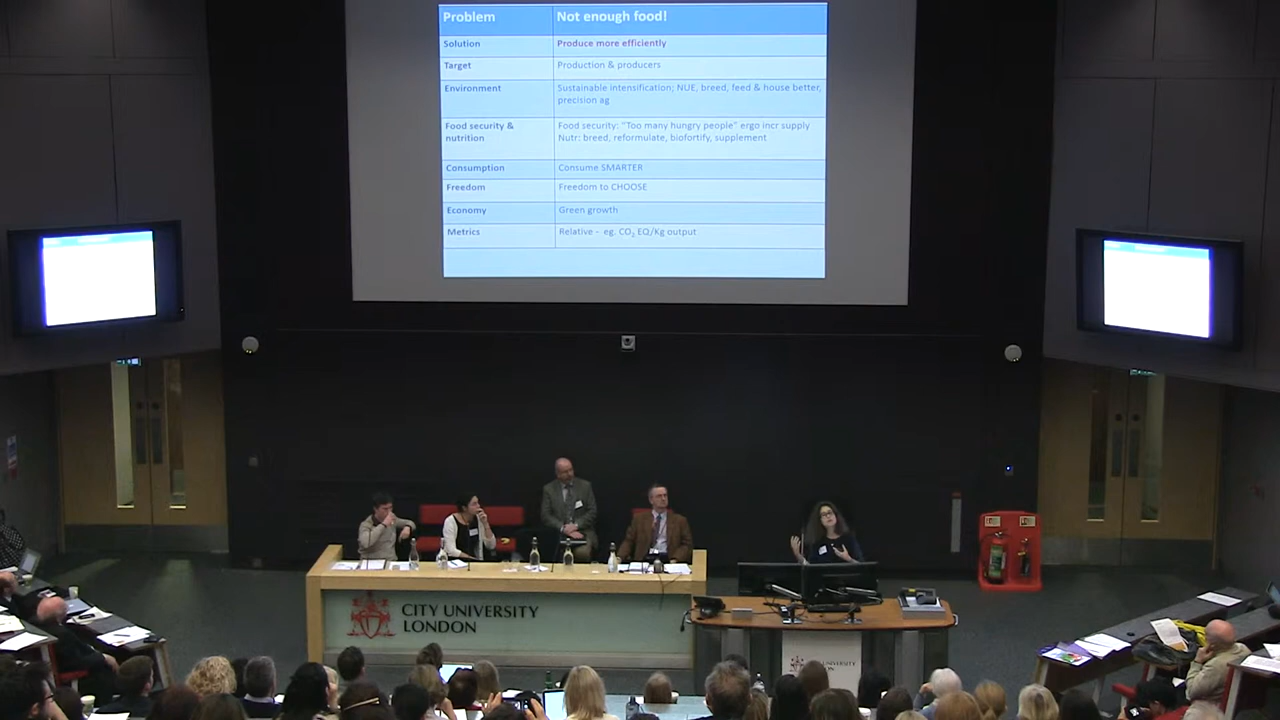 Problem Not enough food!
Solution Produce more efficiently
Target Production & producers
Environment Sustainable intensification; NUE, breed, feed & house better,
precision ag
Food security & Food security: "Too many hungry people" ergo incr supply
nutrition Nutr: breed, reformulate, biofortify, supplement
Consumption Consume SMARTER
Freedom Freedom to CHOOSE
Economy Green growth
Metrics Relative - eg. CO₂ EQ/Kg output
CITY UNIVERSITY
LONDON
CITY UNIVERSITY
LONDON